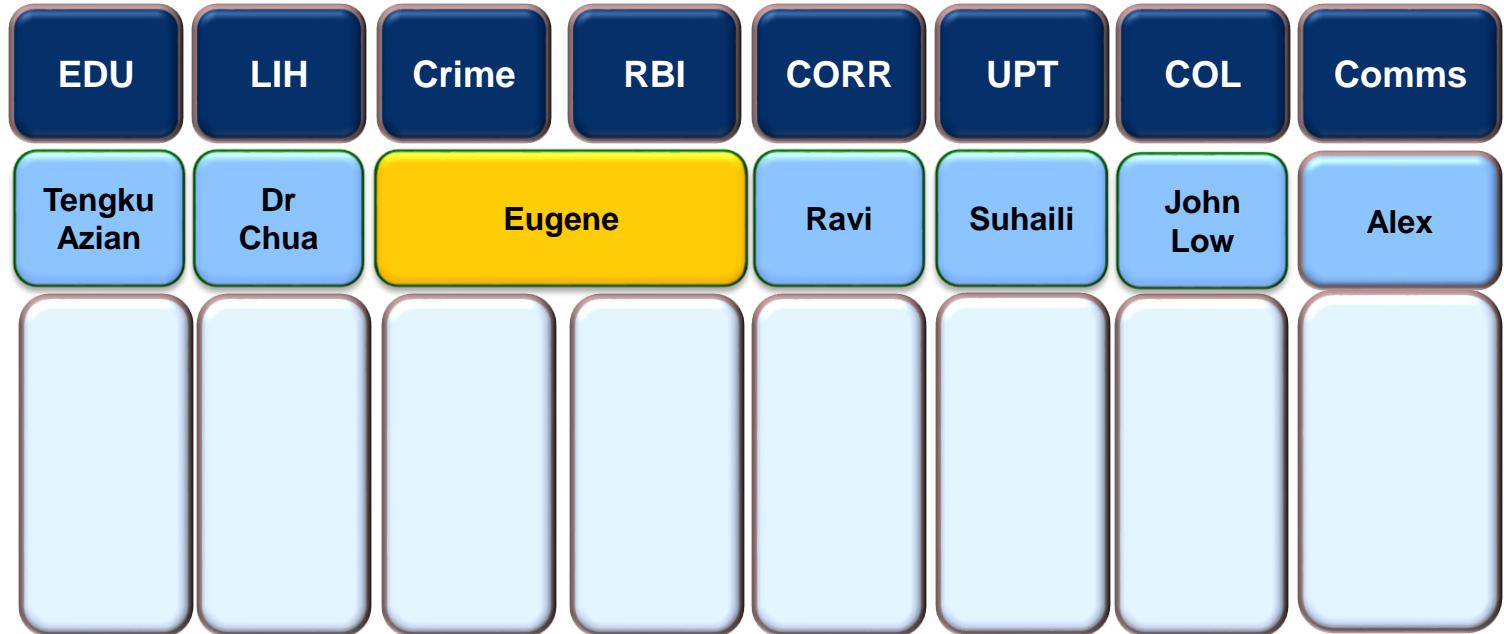 EDU LIH Crime RBI CORR UPT COL Comms
Tengku Azian
Dr Chua
Eugene
Ravi
Suhaili
John Low
Alex